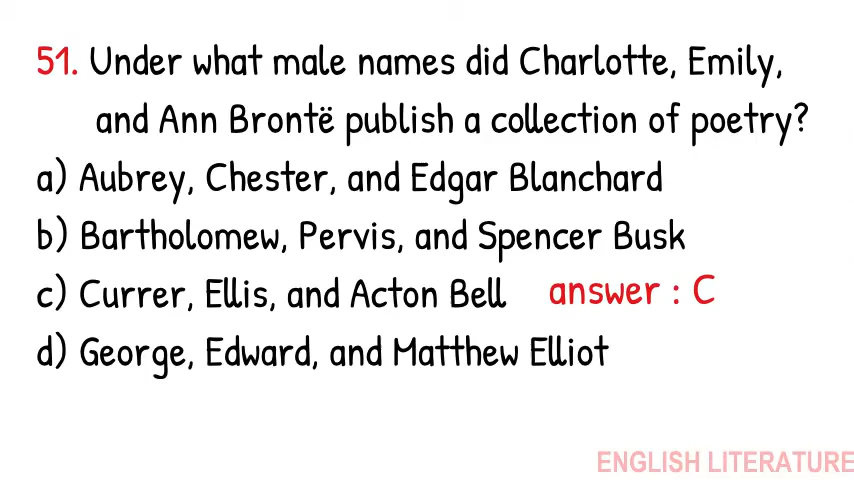 51. Under what male names did Charlotte, Emily,
and Ann Brontë publish a collection of poetry?
a) Aubrey, Chester, and Edgar Blanchard
b) Bartholomew, Pervis, and Spencer Busk
c) Currer, Ellis, and Acton Bell answer : C
d) George, Edward, and Matthew Elliot
ENGLISH LITERATURE